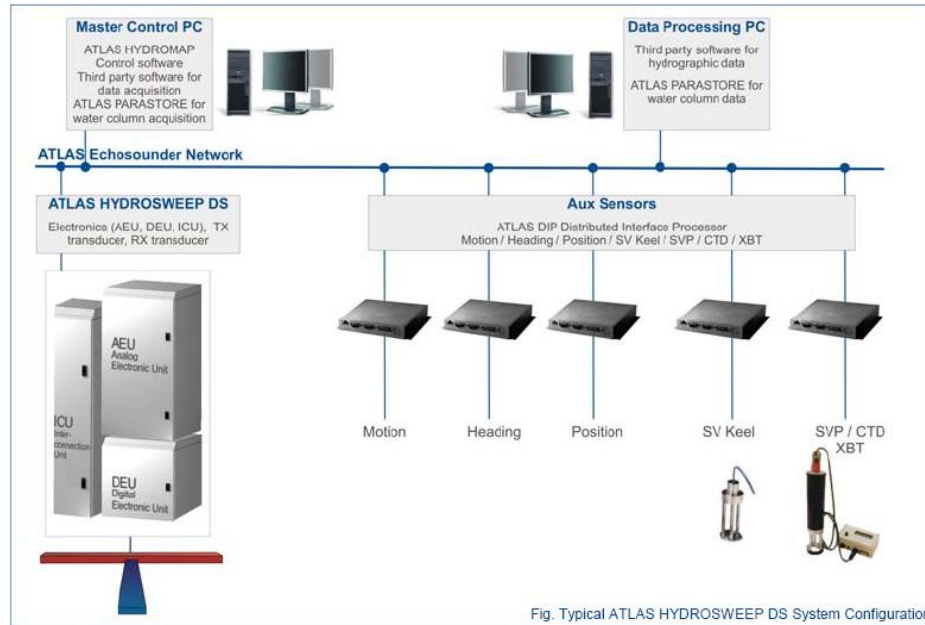 Master Control PC
ATLAS HYDROMAP
Control software
Third party software for
data acquisition
ATLAS PARASTORE for
water column acquisition
Data Processing PC
Third party software for
hydrographic data
ATLAS PARASTORE for
water column data
ATLAS Echosounder Network
ATLAS HYDROSWEEP DS
Electronics (AEU, DEU, ICU), TX
transducer, RX transducer
Aux Sensors
ATLAS DIP Distributed Interface Processor
Motion / Heading / Position / SV Keel / SVP / CTD / XBT
AEU
Analog
Electronic Unit
ICU
Inter-
connection
Unit
DEU
Digital
Electronic Unit
Motion
Heading
Position
SV Keel
SVP / CTD
XBT
Fig. Typical ATLAS HYDROSWEEP DS System Configuration